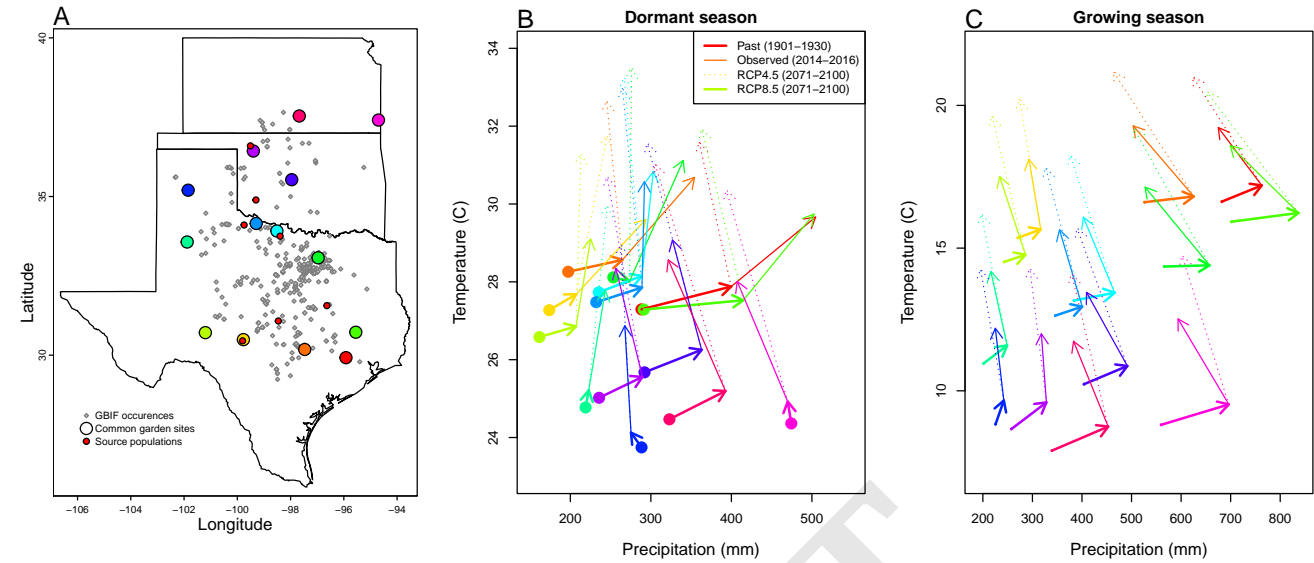 A
40
35
30
Latitude
GBIF occurences
Common garden sites
Source populations
−106
−104
−102
−100
−98
−96
−94
Longitude
B
Dormant season
Past (1901−1930)
Observed (2014−2016)
RCP4.5 (2071−2100)
RCP8.5 (2071−2100)
34
32
30
28
26
24
Temperature (C)
200
300
400
500
Precipitation (mm)
C
Growing season
20
15
10
Temperature (C)
200
300
400
500
600
700
800
Precipitation (mm)
T